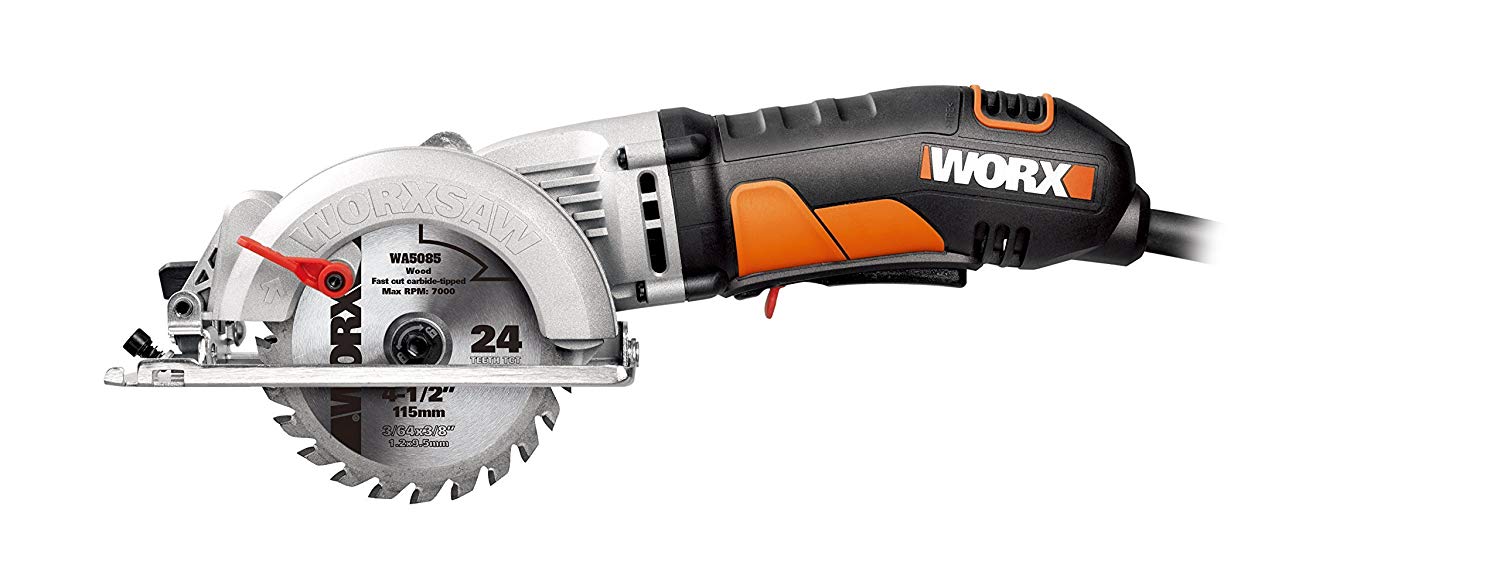 WORX
WORXSAW
WA5085
Wood
Fast cut carbide-tipped
Max RPM: 7000
WORX
®
24
TEETH TCT
4-1/2"
115mm
3/64x3/8"
1.2x9.5mm